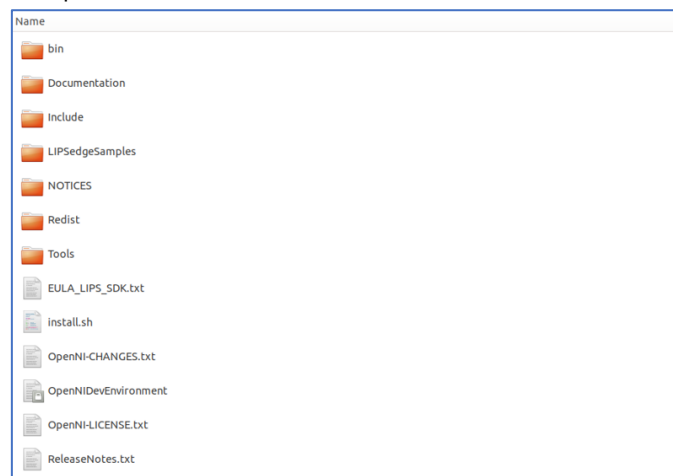 Name
bin
Documentation
Include
LIPSedgeSamples
NOTICES
Redist
Tools
EULA_LIPS_SDK.txt
install.sh
OpenNI-CHANGES.txt
OpenNIDevEnvironment
OpenNI-LICENSE.txt
ReleaseNotes.txt